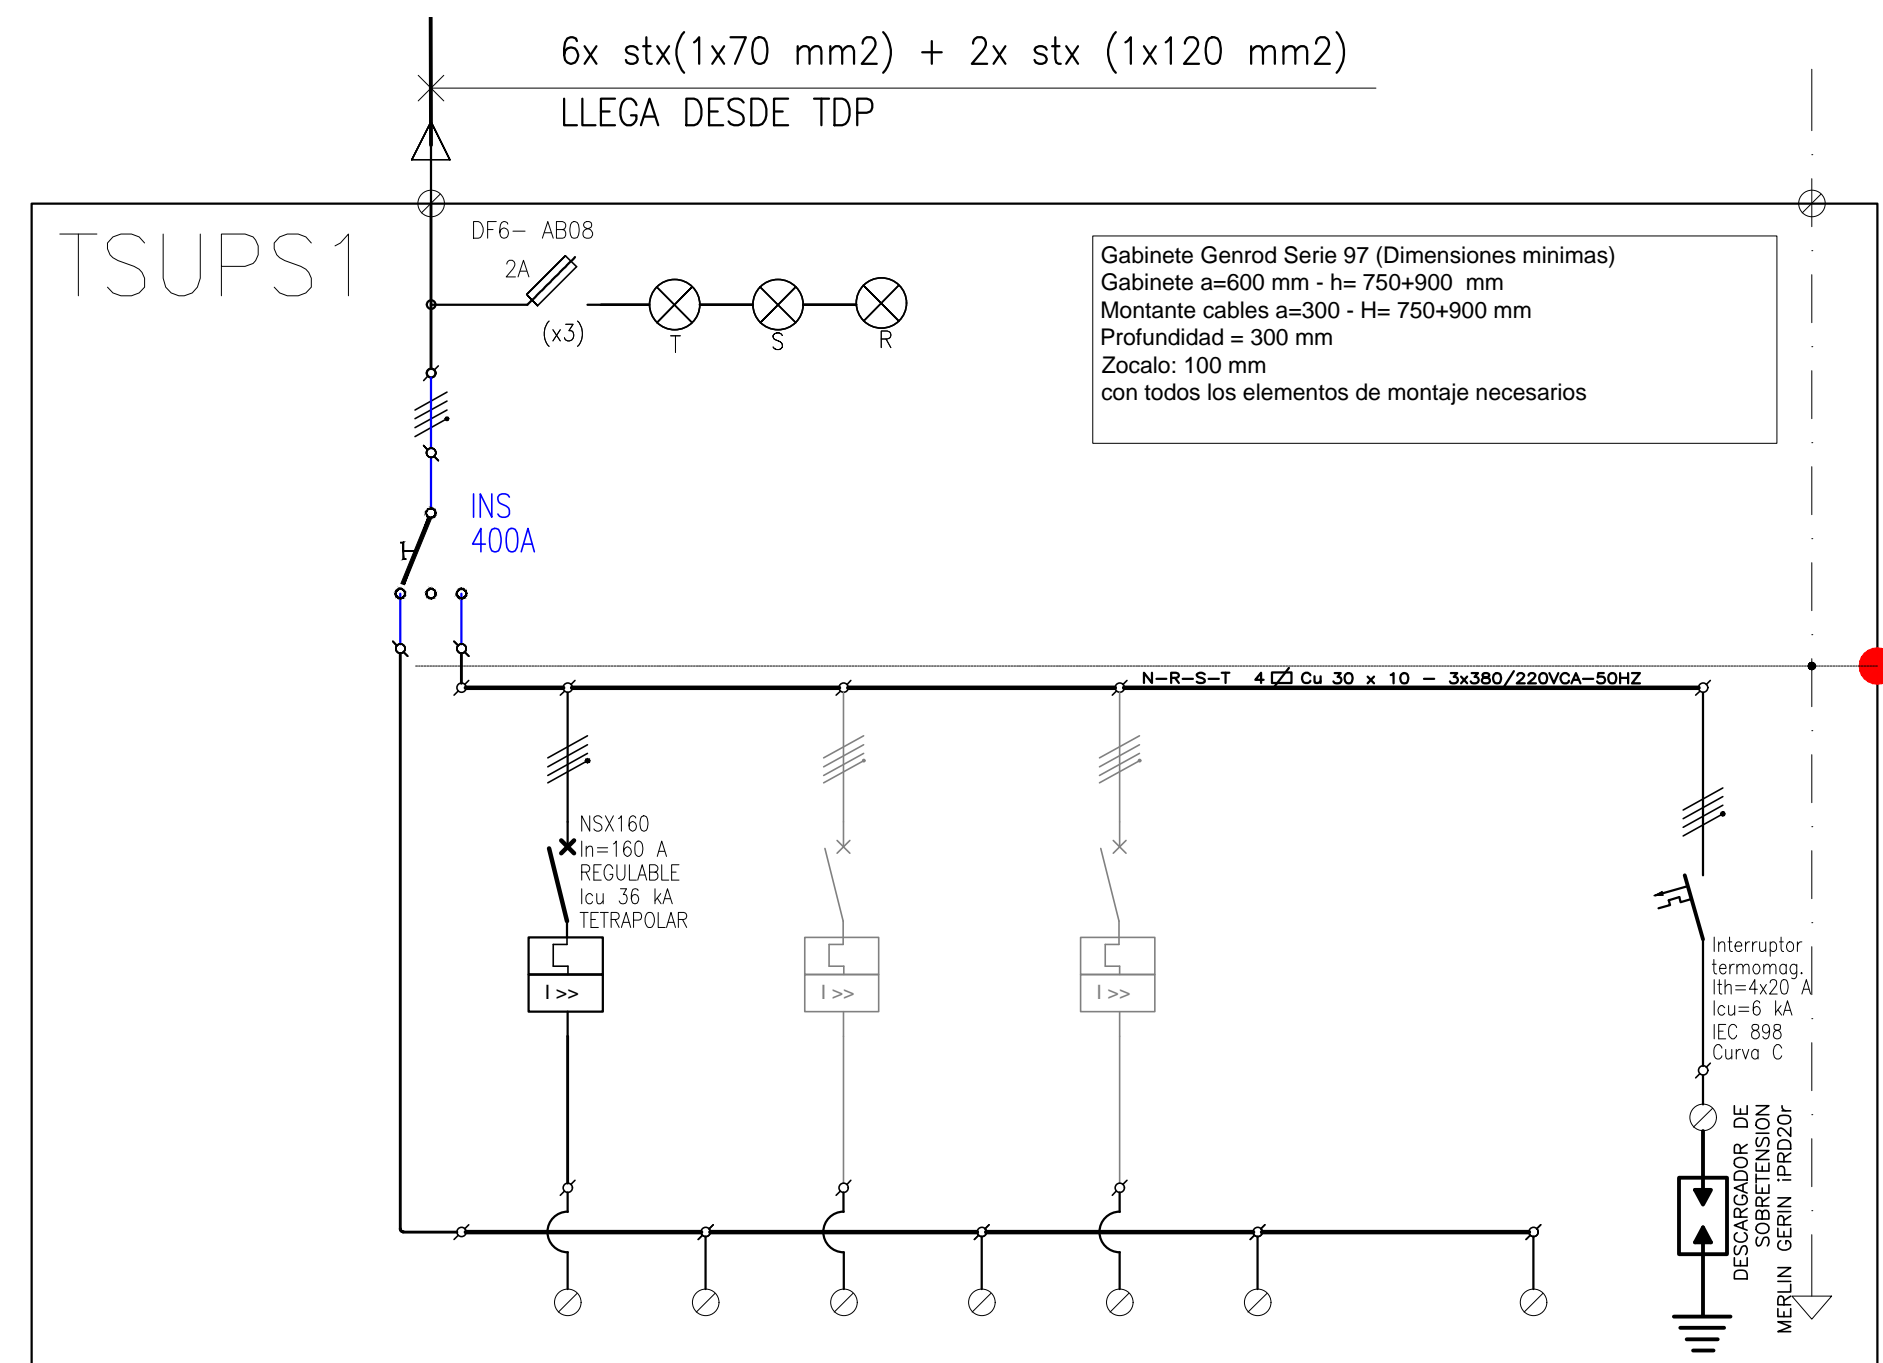 6x stx(1x70 mm2) + 2x stx (1x120 mm2)
LLEGA DESDE TDP
TSUPS1
DF6- AB08
2A
(x3)
T
S
R
Gabinete Genrod Serie 97 (Dimensiones minimas)
Gabinete a=600 mm - h= 750+900 mm
Montante cables a=300 - H= 750+900 mm
Profundidad = 300 mm
Zocalo: 100 mm
con todos los elementos de montaje necesarios
INS
400A
N-R-S-T 4 Cu 30 x 10 - 3x380/220VCA-50HZ
NSX160
In=160 A
REGULABLE
Icu 36 kA
TETRAPOLAR
I >>
I >>
I >>
Interruptor
termomag.
Ith=4x20 A
Icu=6 kA
IEC 898
Curva C
DESCARGADOR DE
SOBRETENSION
MERLIN GERIN iPRD20r